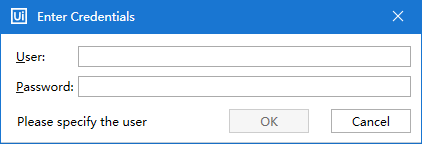 Ui Enter Credentials
User:
Password:
Please specify the user OK Cancel